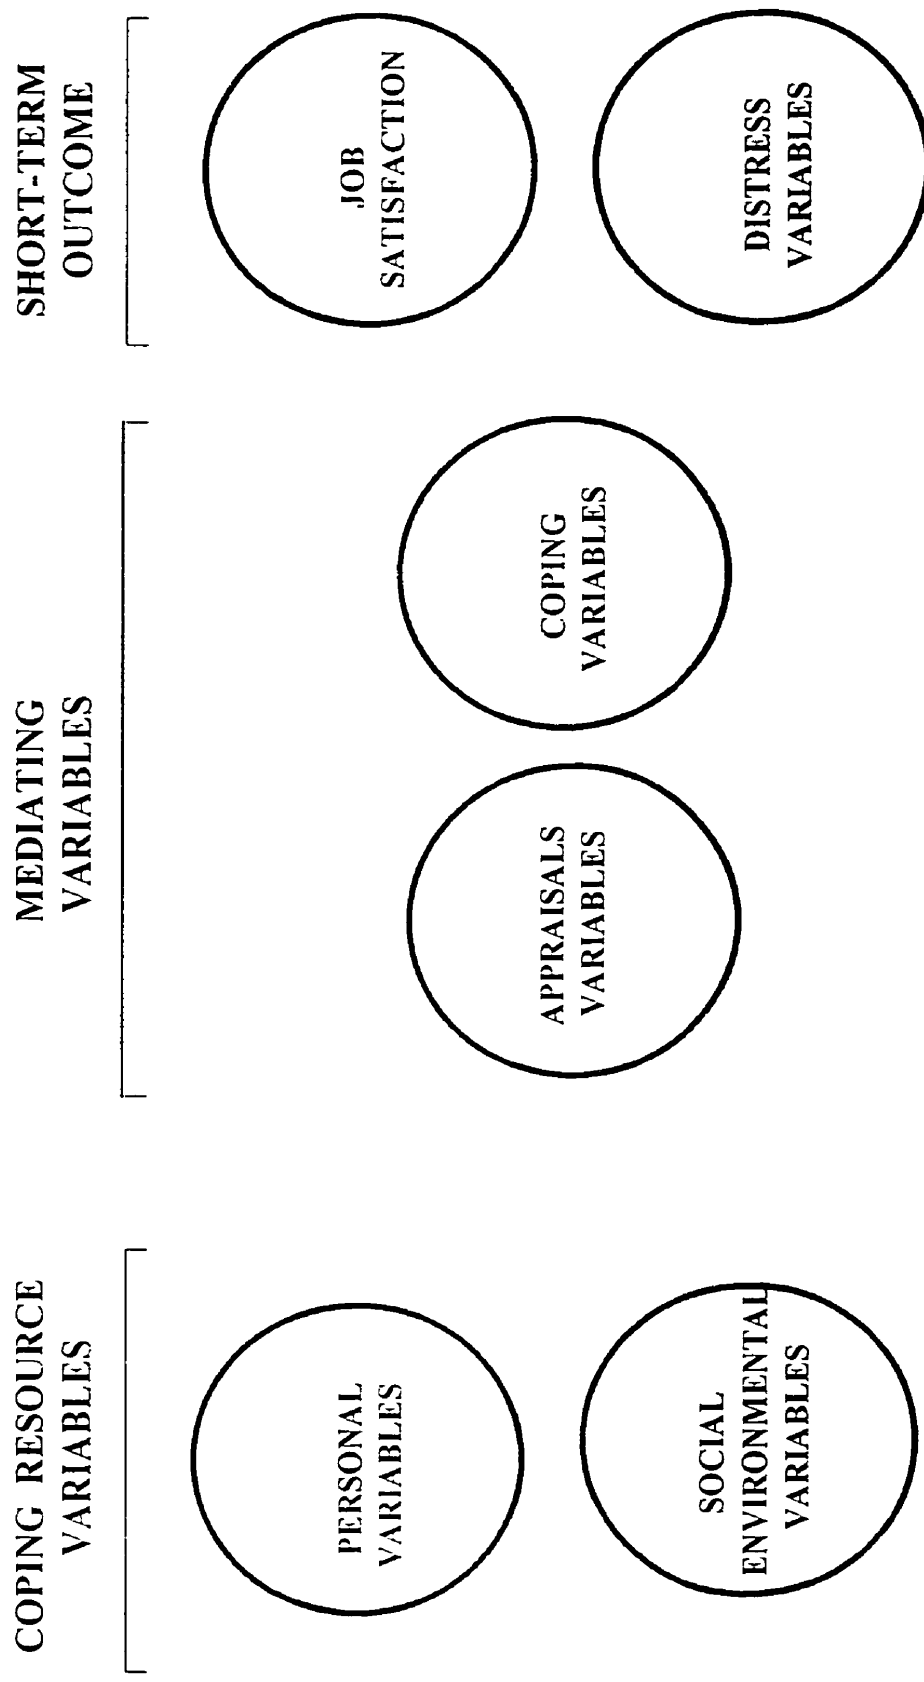 COPING RESOURCE
VARIABLES
MEDIATING
VARIABLES
SHORT-TERM
OUTCOME
PERSONAL
VARIABLES
SOCIAL
ENVIRONMENTAL
VARIABLES
APPRAISALS
VARIABLES
COPING
VARIABLES
JOB
SATISFACTION
DISTRESS
VARIABLES